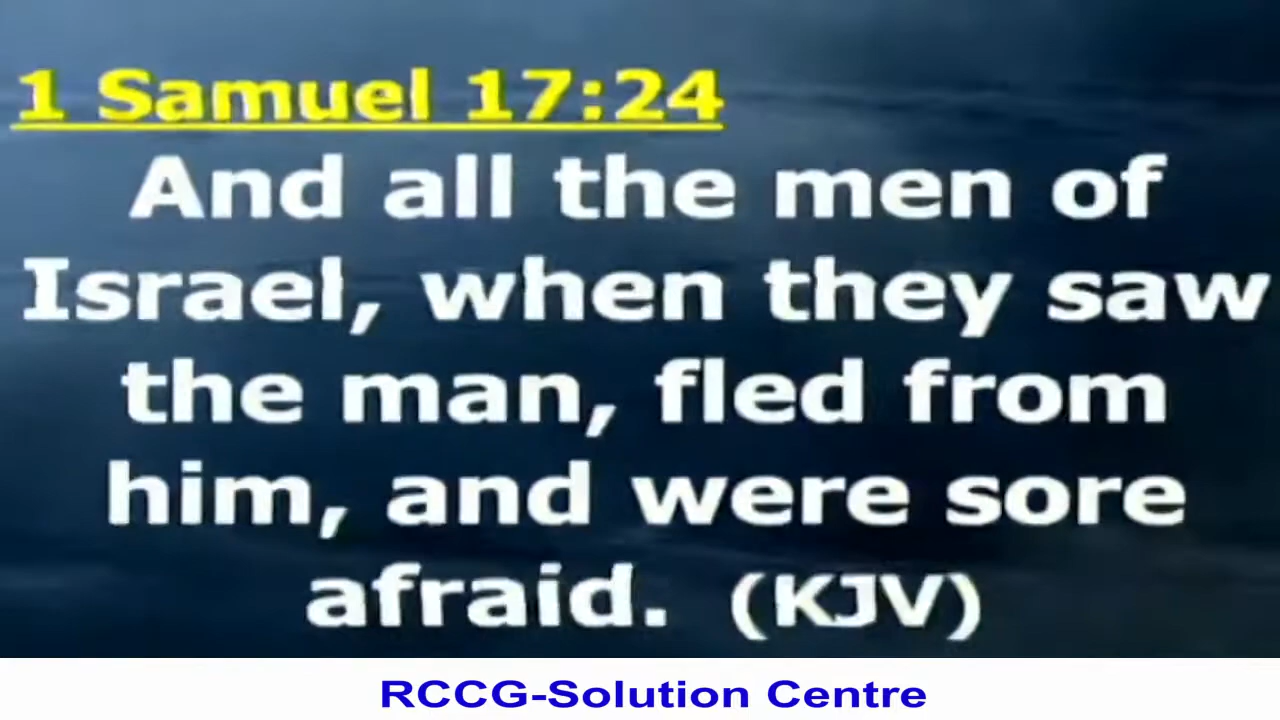 1 Samuel 17:24
And all the men of
Israel, when they saw
the man, fled from
him, and were sore
afraid. (KJV)
RCCG-Solution Centre